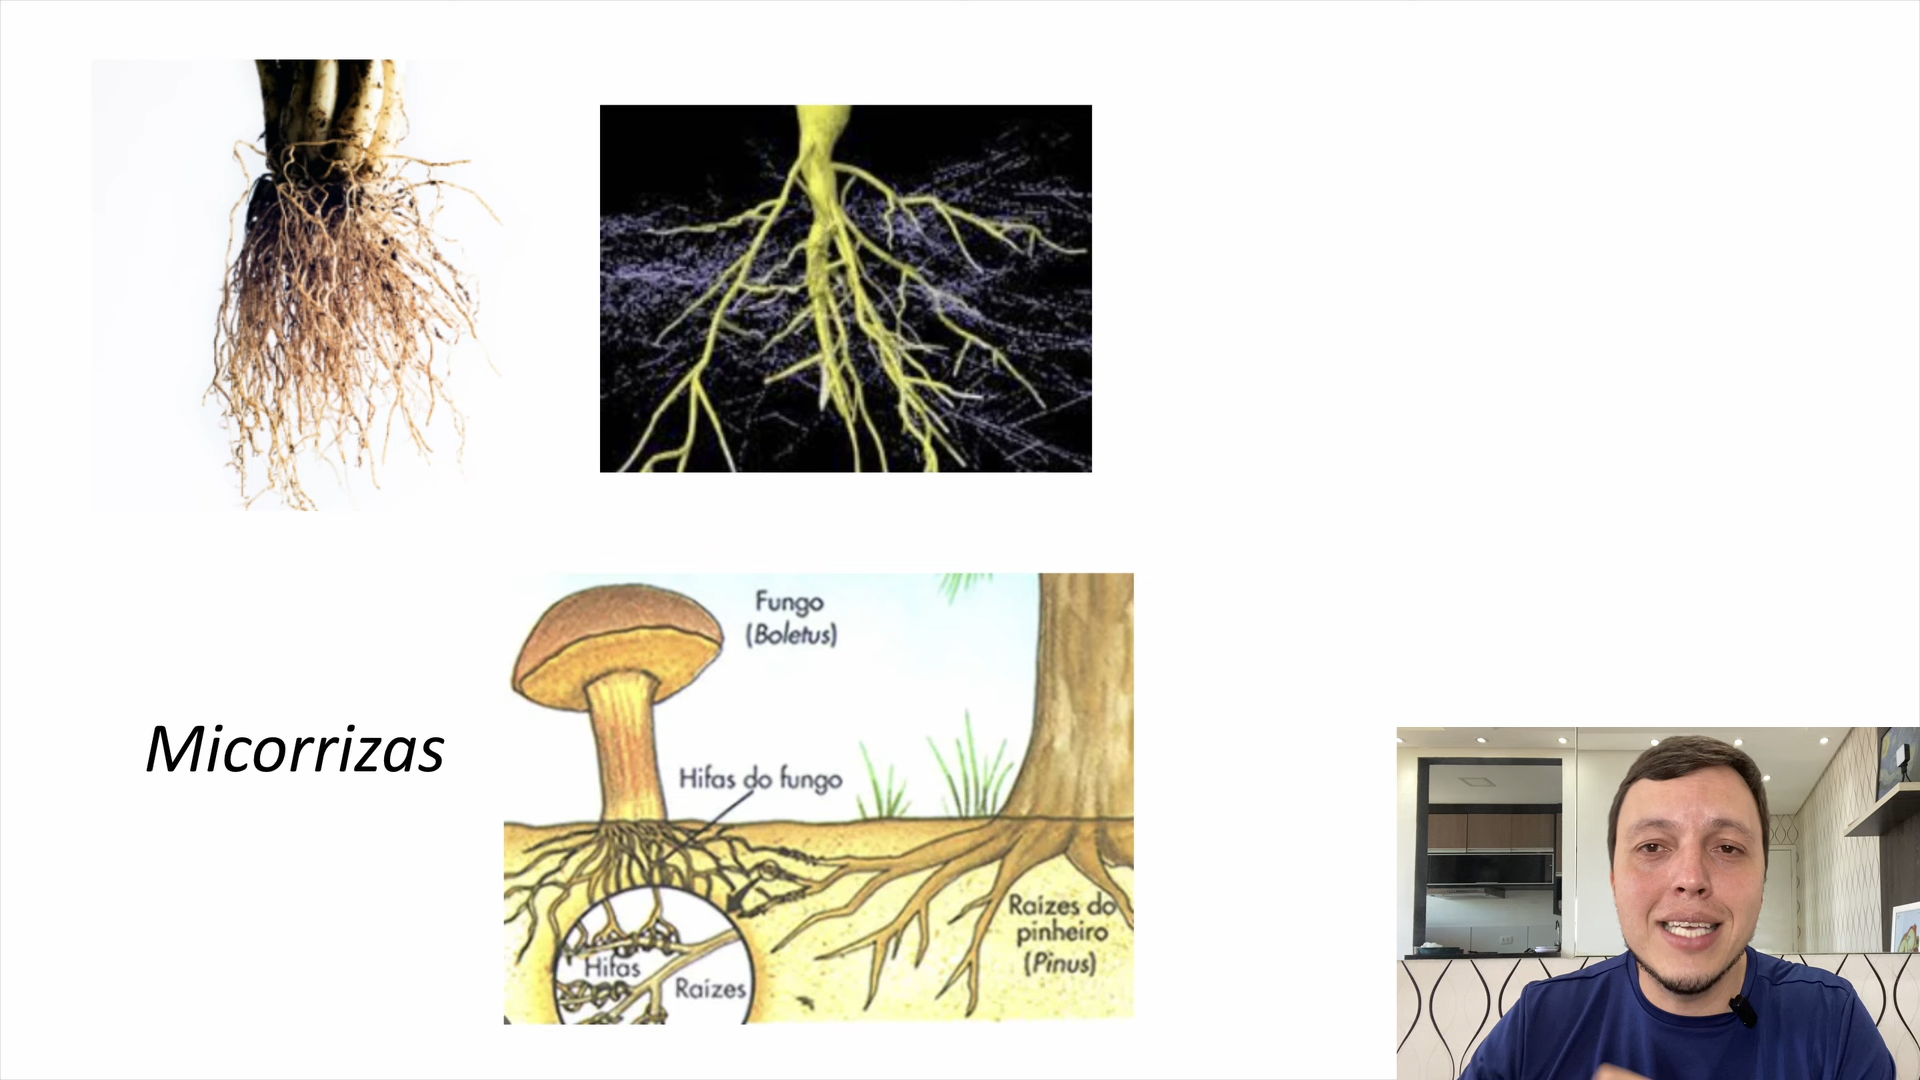 Fungo
(Boletus)
Micorrizas
Hifas do fungo
Raízes do
pinheiro
(Pinus)
Hifas
Raízes